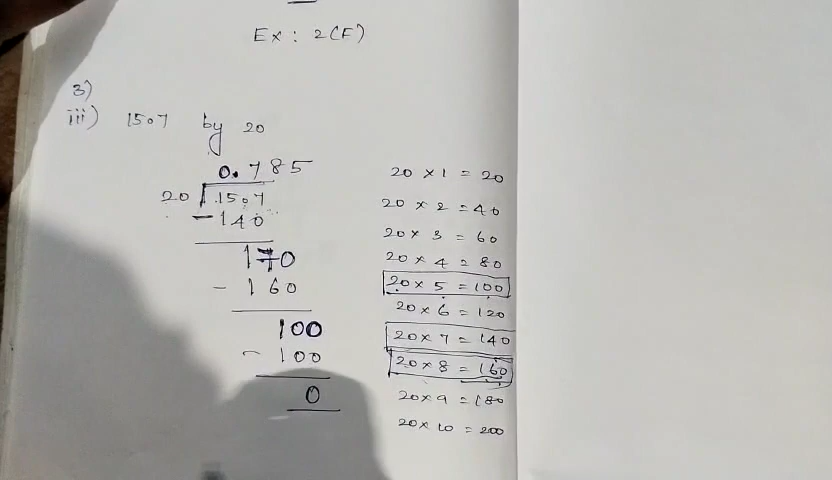 Ex: 2(F)
3)
iii) 1507 by 20
0.785
20 1507
- 140
170
- 160
100
- 100
0
20 × 1 = 20
20 × 2 = 40
20 × 3 = 60
20 × 4 = 80
20 × 5 = 100
20 × 6 = 120
20 × 7 = 140
20 × 8 = 160
20 × 9 = 180
20 × 10 = 200